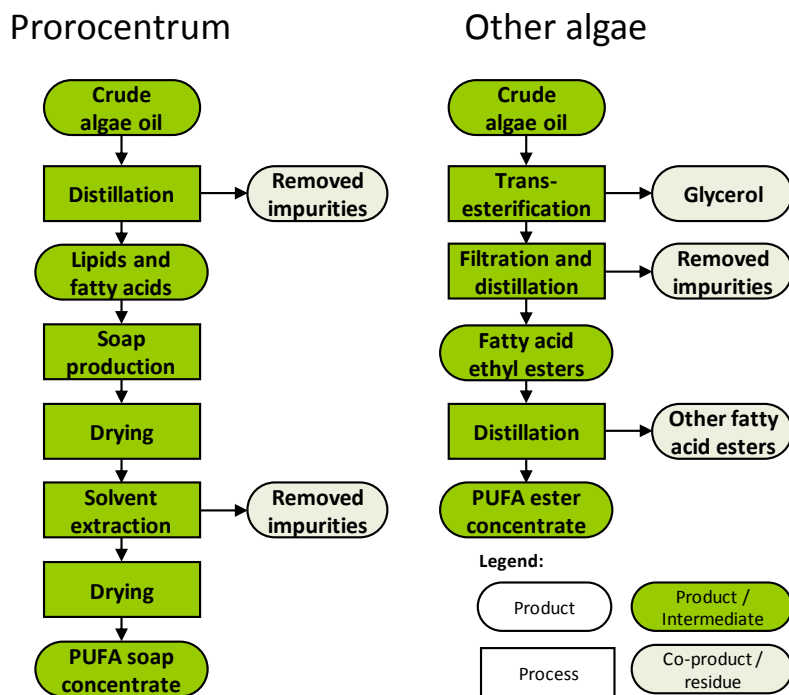 Prorocentrum
Crude
algae oil
Distillation
Removed
impurities
Lipids and
fatty acids
Soap
production
Drying
Solvent
extraction
Removed
impurities
Drying
PUFA soap
concentrate
Other algae
Crude
algae oil
Trans-
esterification
Glycerol
Filtration and
distillation
Removed
impurities
Fatty acid
ethyl esters
Distillation
Other fatty
acid esters
PUFA ester
concentrate
Legend:
Product
Product /
Intermediate
Process
Co-product /
residue